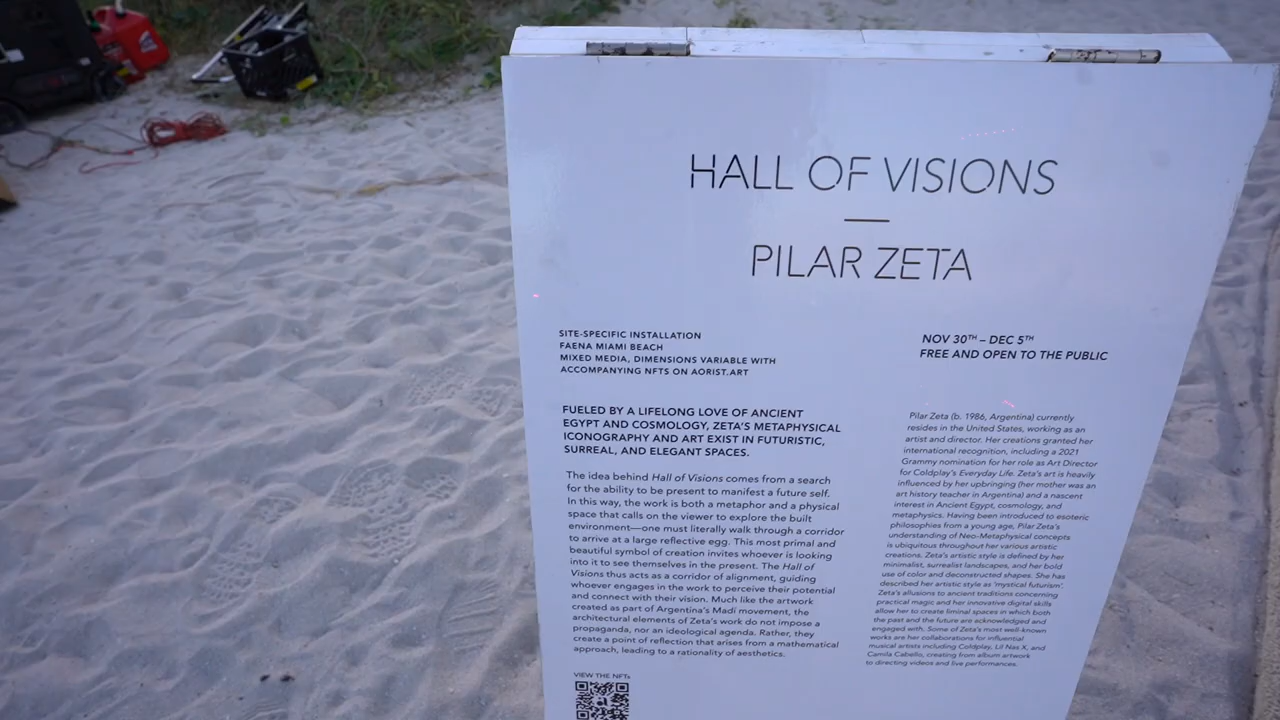 HALL OF VISIONS
—
PILAR ZETA
SITE-SPECIFIC INSTALLATION
FAENA MIAMI BEACH
MIXED MEDIA, DIMENSIONS VARIABLE WITH
ACCOMPANYING NFTS ON AORIST.ART
NOV 30TH – DEC 5TH
FREE AND OPEN TO THE PUBLIC
FUELED BY A LIFELONG LOVE OF ANCIENT
EGYPT AND COSMOLOGY, ZETA'S METAPHYSICAL
ICONOGRAPHY AND ART EXIST IN FUTURISTIC,
SURREAL, AND ELEGANT SPACES.
The idea behind Hall of Visions comes from a search
for the ability to be present to manifest a future self.
In this way, the work is both a metaphor and a physical
space that calls on the viewer to explore the built
environment—one must literally walk through a corridor
to arrive at a large reflective egg. This most primal and
beautiful symbol of creation invites whoever is looking
into it to see themselves in the present. The Hall of
Visions thus acts as a corridor of alignment, guiding
whoever engages in the work to perceive their potential
and connect with their vision. Much like the artwork
created as part of Argentina's Madí movement, the
architectural elements of Zeta's work do not impose a
propaganda, nor an ideological agenda. Rather, they
create a point of reflection that arises from a mathematical
approach, leading to a rationality of aesthetics.
VIEW THE NFTs
Pilar Zeta (b. 1986, Argentina) currently
resides in the United States, working as an
artist and director. Her creations granted her
international recognition, including a 2021
Grammy nomination for her role as Art Director
for Coldplay's Everyday Life. Zeta's art is heavily
influenced by her upbringing (her mother was an
art history teacher in Argentina) and a nascent
interest in Ancient Egypt, cosmology, and
metaphysics. Having been introduced to esoteric
philosophies from a young age, Pilar Zeta's
understanding of Neo-Metaphysical concepts
is ubiquitous throughout her various artistic
creations. Zeta's artistic style is defined by her
minimalist, surrealist landscapes, and her bold
use of color and deconstructed shapes. She has
described her artistic style as 'mystical futurism'.
Zeta's allusions to ancient traditions concerning
practical magic and her innovative digital skills
allow her to create liminal spaces in which both
the past and the future are acknowledged and
engaged with. Some of Zeta's most well-known
works are her collaborations for influential
musical artists including Coldplay, Lil Nas X, and
Camila Cabello, creating from album artwork
to directing videos and live performances.